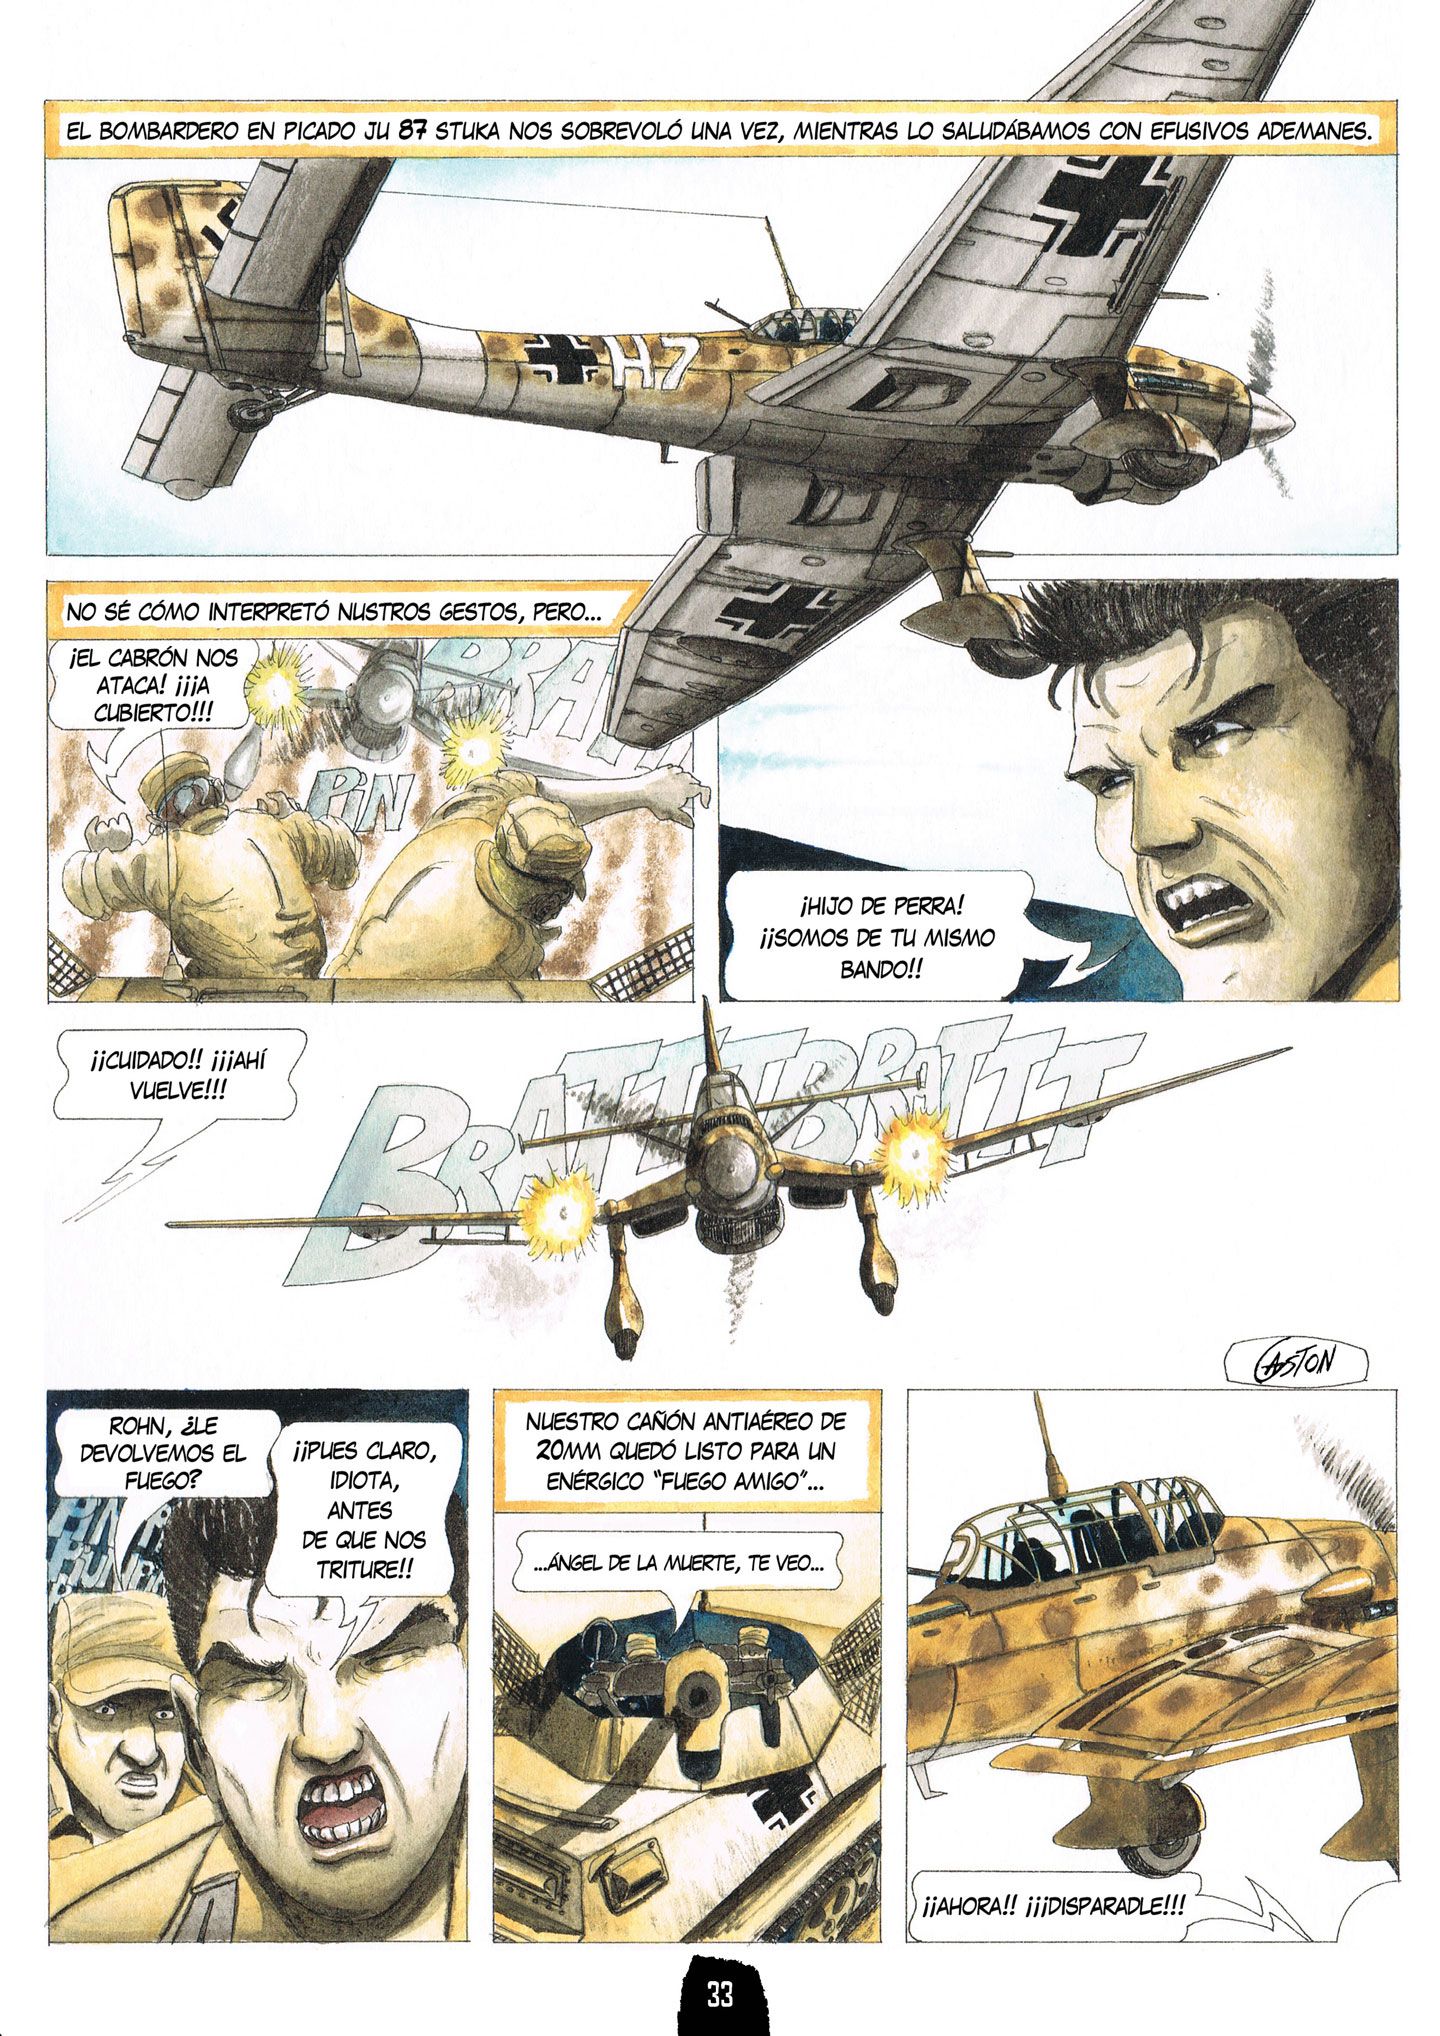 EL BOMBARDERO EN PICADO JU 87 STUKA NOS SOBREVOLÓ UNA VEZ, MIENTRAS LO SALUDÁBAMOS CON EFUSIVOS ADEMANES.
H7
NO SÉ CÓMO INTERPRETÓ NUSTROS GESTOS, PERO...
¡EL CABRÓN NOS
ATACA! ¡¡¡A
CUBIERTO!!!
PIN
¡HIJO DE PERRA!
¡¡SOMOS DE TU MISMO
BANDO!!
¡¡CUIDADO!! ¡¡¡AHÍ
VUELVE!!!
GASTON
ROHN, ¿LE
DEVOLVEMOS EL
FUEGO?
¡¡PUES CLARO,
IDIOTA,
ANTES
DE QUE NOS
TRITURE!!
NUESTRO CAÑÓN ANTIAÉREO DE
20MM QUEDÓ LISTO PARA UN
ENÉRGICO "FUEGO AMIGO"...
...ÁNGEL DE LA MUERTE, TE VEO...
¡¡AHORA!! ¡¡¡DISPARADLE!!!
33